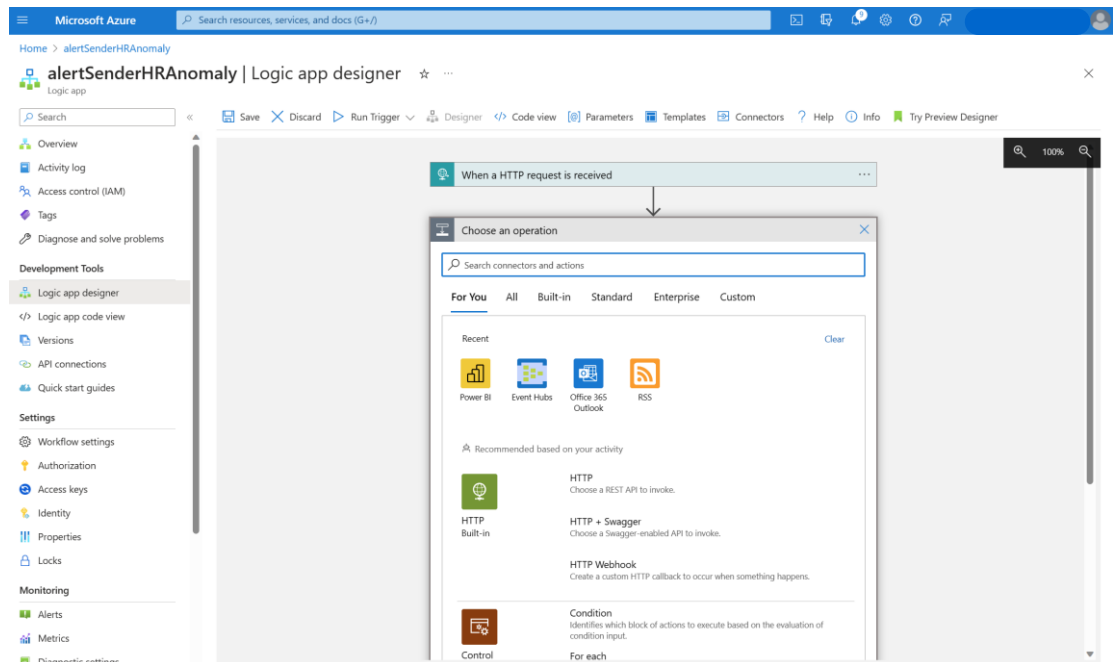 Microsoft Azure
Search resources, services, and docs (G+/)
9
Home > alertSenderHRAnomaly
alertSenderHRAnomaly | Logic app designer
Logic app
Search
«
Save
Discard
Run Trigger
Designer
Code view
Parameters
Templates
Connectors
Help
Info
Try Preview Designer
Overview
Activity log
Access control (IAM)
Tags
Diagnose and solve problems
Development Tools
Logic app designer
Logic app code view
Versions
API connections
Quick start guides
Settings
Workflow settings
Authorization
Access keys
Identity
Properties
Locks
Monitoring
Alerts
Metrics
Diagnostic settings
100%
When a HTTP request is received
Choose an operation
Search connectors and actions
For You
All
Built-in
Standard
Enterprise
Custom
Recent
Clear
Power BI
Event Hubs
Office 365
Outlook
RSS
Recommended based on your activity
HTTP
Built-in
HTTP
Choose a REST API to invoke.
HTTP + Swagger
Choose a Swagger-enabled API to invoke.
HTTP Webhook
Create a custom HTTP callback to occur when something happens.
Control
Condition
Identifies which block of actions to execute based on the evaluation of
condition input.
For each